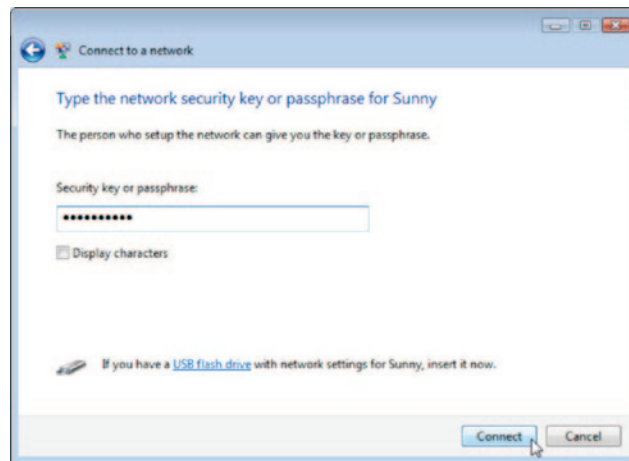 Connect to a network
Type the network security key or passphrase for Sunny
The person who setup the network can give you the key or passphrase.
Security key or passphrase:
••••••••••
Display characters
If you have a USB flash drive with network settings for Sunny, insert it now.
Connect Cancel